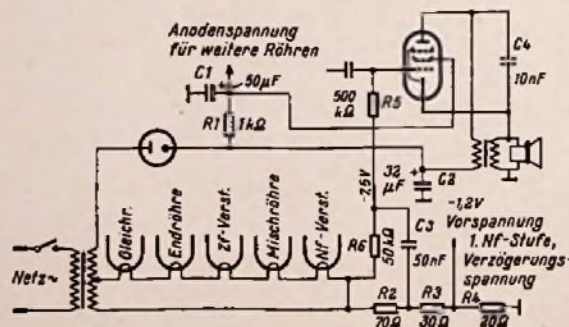 Anodenspannung
für weitere Röhren
C1
50µF
R1
1kΩ
500
kΩ
R5
C4
10nF
32
µF
C2
-7,5V
R6
50kΩ
C3
50nF
-1,2V
Vorspannung
1. Nf-Stufe,
Verzögerungs-
spannung
Gleichr.
Endröhre
Zf-Verst.
Mischröhre
Nf-Verst.
Netz~
R2
70Ω
R3
30Ω
R4
20Ω